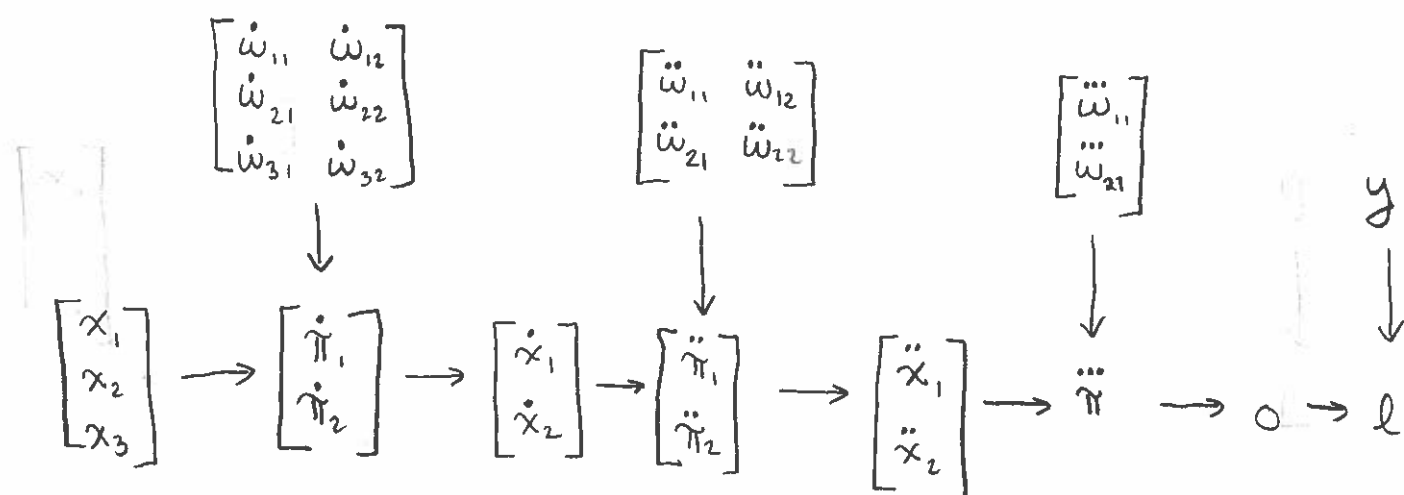 ẇ₁₁ ẇ₁₂
ẇ₂₁ ẇ₂₂
ẇ₃₁ ẇ₃₂
ẅ₁₁ ẅ₁₂
ẅ₂₁ ẅ₂₂
w⃛₁₁
w⃛₂₁
y
x₁
x₂
x₃
π̇₁
π̇₂
ẋ₁
ẋ₂
π̈₁
π̈₂
ẍ₁
ẍ₂
π⃛
o
l